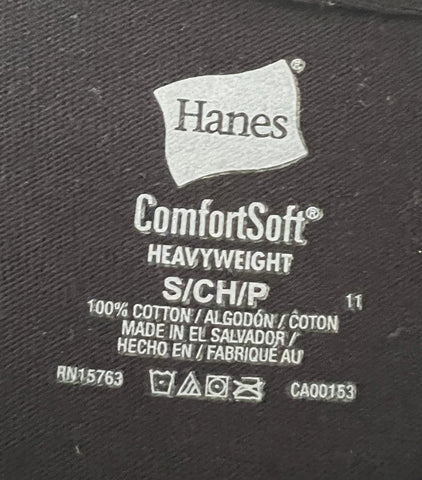 Hanes®
ComfortSoft®
HEAVYWEIGHT
S/CH/P
11
100% COTTON / ALGODÓN / COTON
MADE IN EL SALVADOR /
HECHO EN / FABRIQUÉ AU
RN15763 CA00153